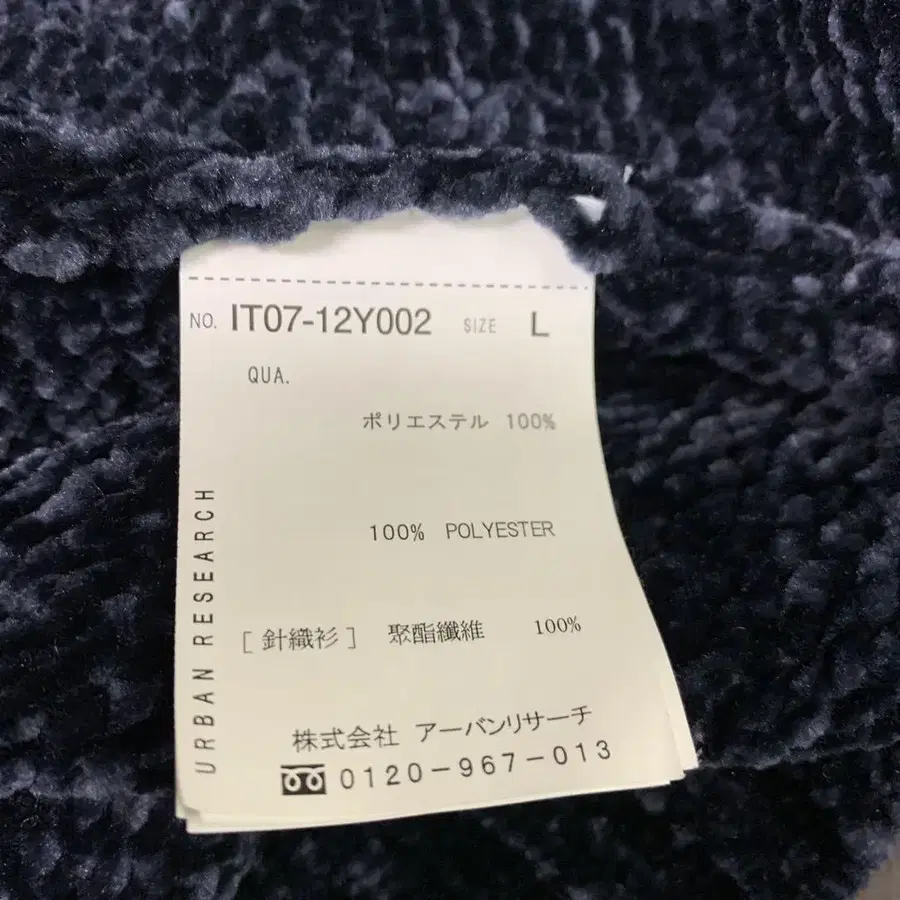 NO. IT07-12Y002 SIZE L
QUA.
ポリエステル 100%
100% POLYESTER
[針織衫] 聚酯纖維 100%
株式会社 アーバンリサーチ
0120-967-013
URBAN RESEARCH